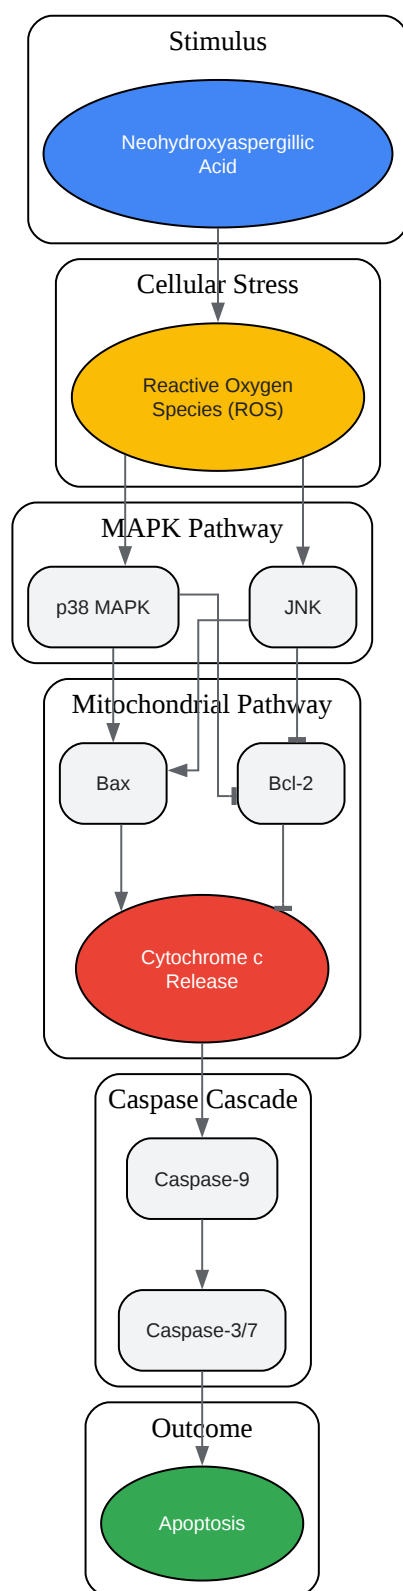 Stimulus
Neohydroxyaspergillic
Acid
Cellular Stress
Reactive Oxygen
Species (ROS)
MAPK Pathway
p38 MAPK
JNK
Mitochondrial Pathway
Bax
Bcl-2
Cytochrome c
Release
Caspase Cascade
Caspase-9
Caspase-3/7
Outcome
Apoptosis